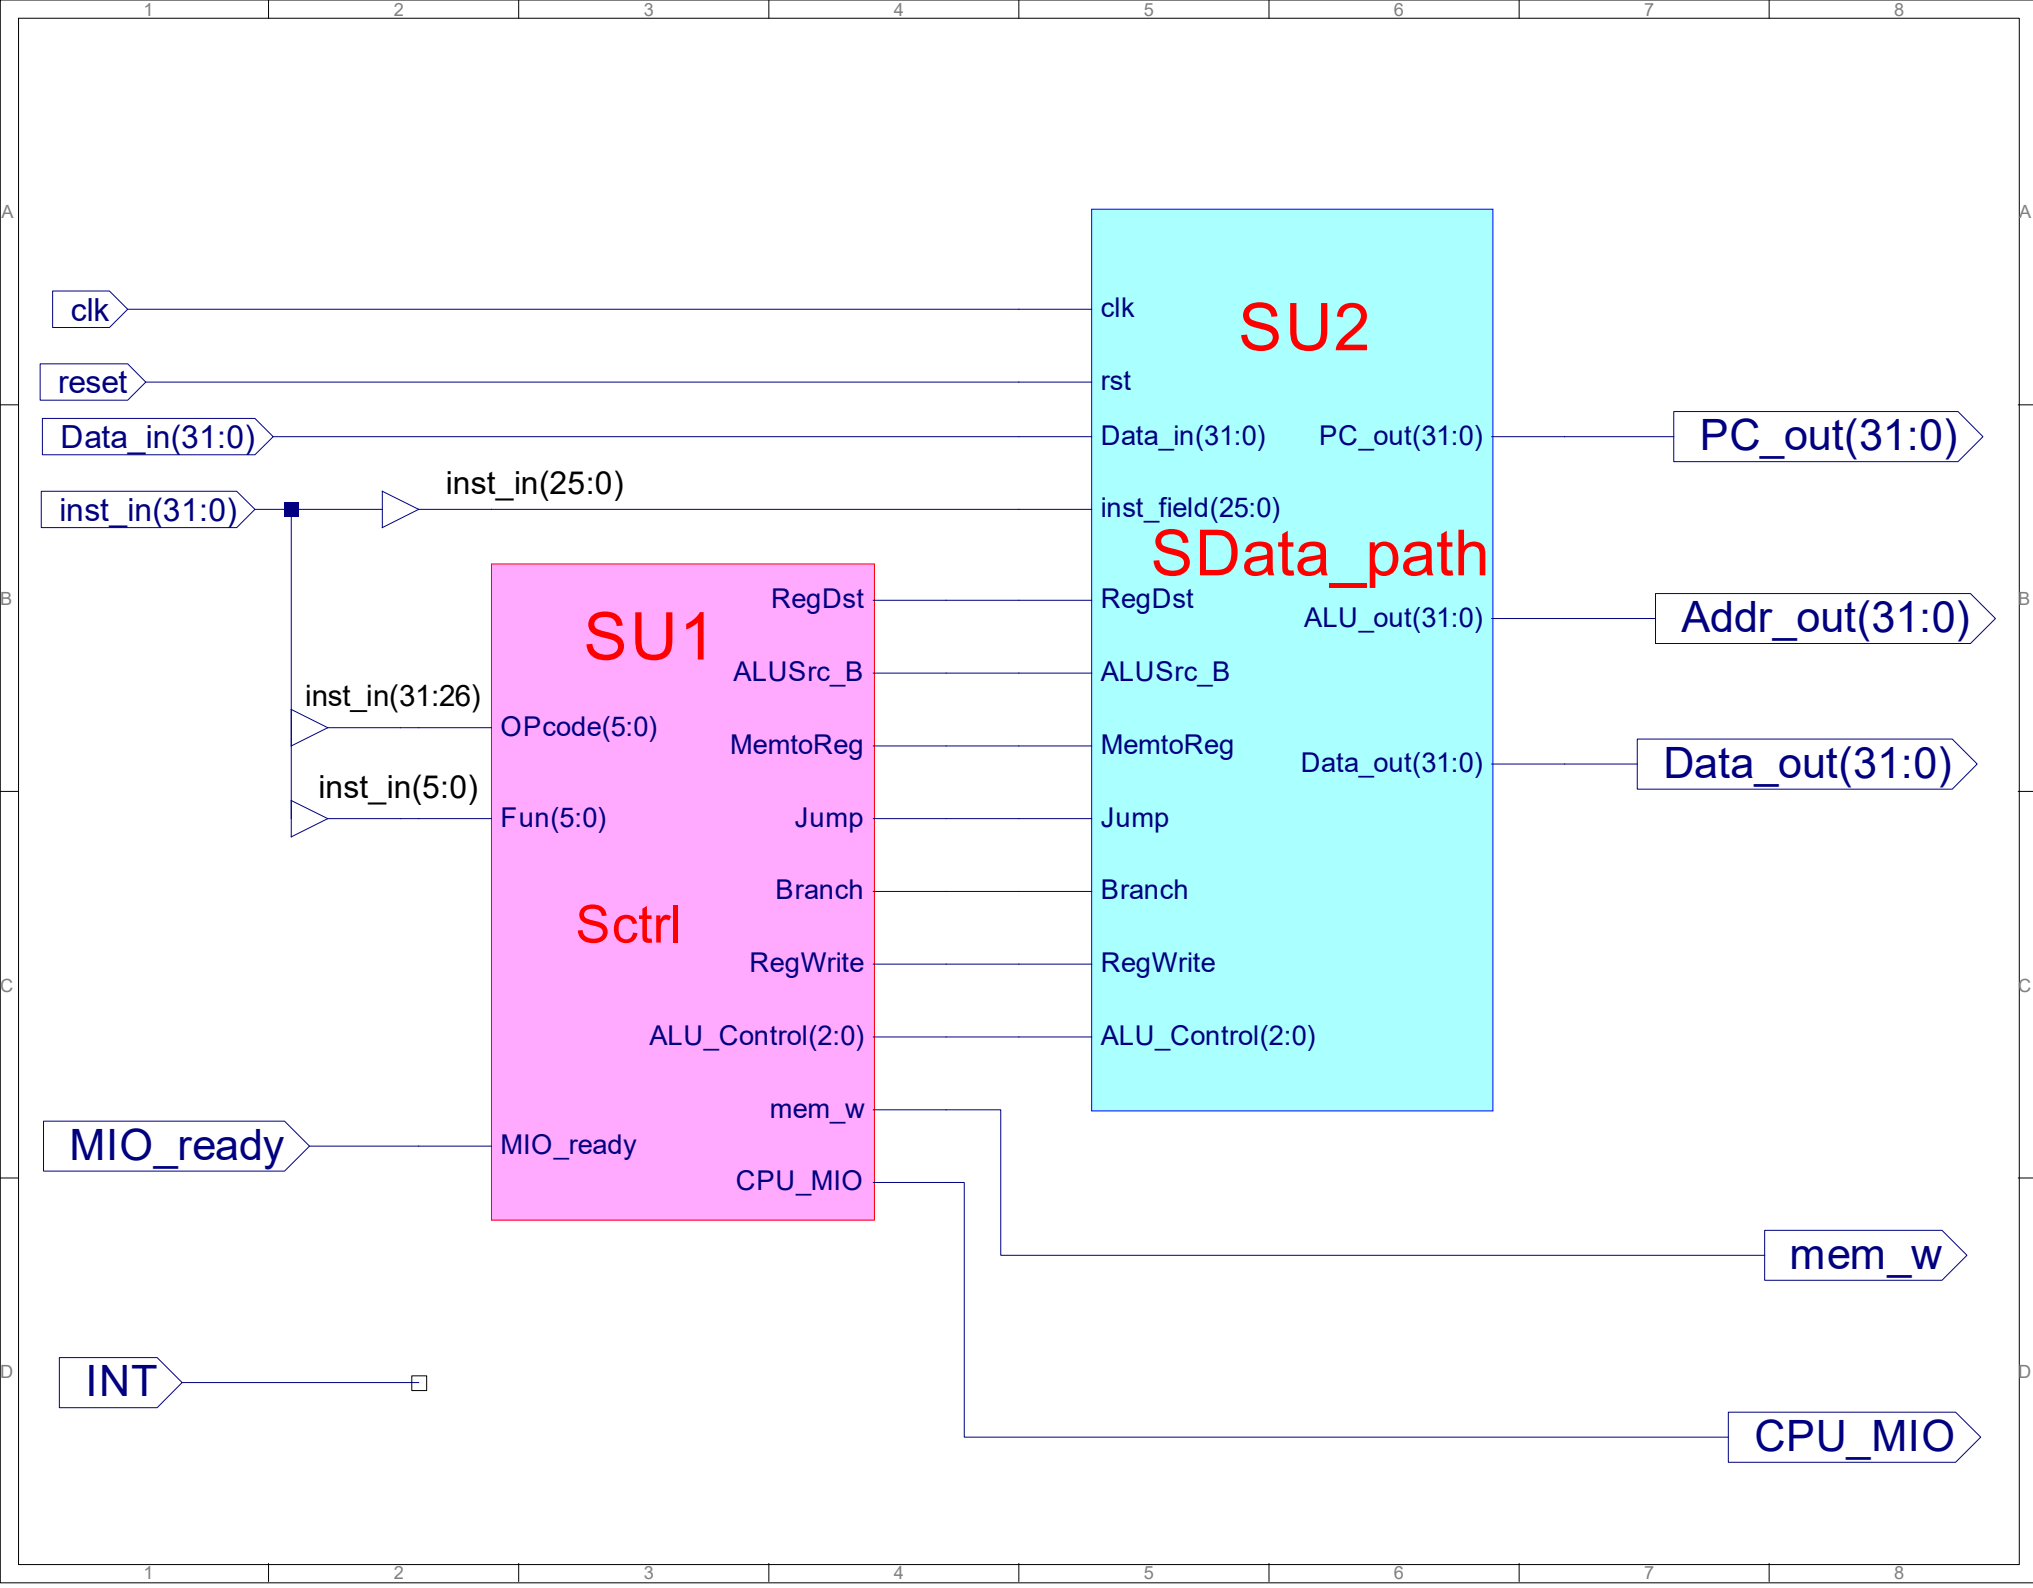 1 2 3 4 5 6 7 8
A A
clk
clk
SU2
reset
rst
Data_in(31:0)
Data_in(31:0)
PC_out(31:0)
PC_out(31:0)
inst_in(31:0)
inst_in(25:0)
inst_field(25:0)
SData_path
B B
RegDst
RegDst
ALU_out(31:0)
Addr_out(31:0)
SU1
ALUSrc_B
ALUSrc_B
inst_in(31:26)
OPcode(5:0)
MemtoReg
MemtoReg
Data_out(31:0)
Data_out(31:0)
inst_in(5:0)
Fun(5:0)
Jump
Jump
Branch
Branch
Sctrl
RegWrite
RegWrite
C C
ALU_Control(2:0)
ALU_Control(2:0)
mem_w
MIO_ready
MIO_ready
CPU_MIO
mem_w
D D
INT
CPU_MIO
1 2 3 4 5 6 7 8